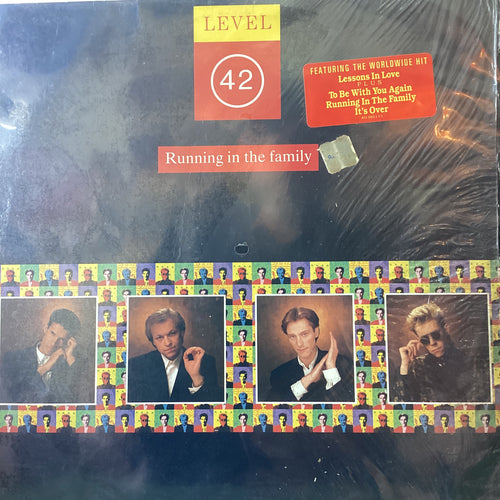 LEVEL
42
Running in the family
FEATURING THE WORLDWIDE HIT
Lessons In Love
PLUS
To Be With You Again
Running In The Family
It's Over